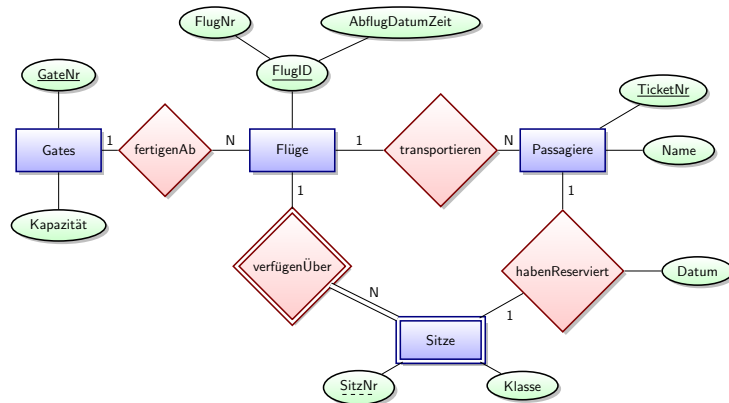 FlugNr
AbflugDatumZeit
FlugID
GateNr
TicketNr
Gates
1
fertigenAb
N
Flüge
1
transportieren
N
Passagiere
Name
1
1
Kapazität
verfügenÜber
habenReserviert
Datum
N
1
Sitze
SitzNr
Klasse